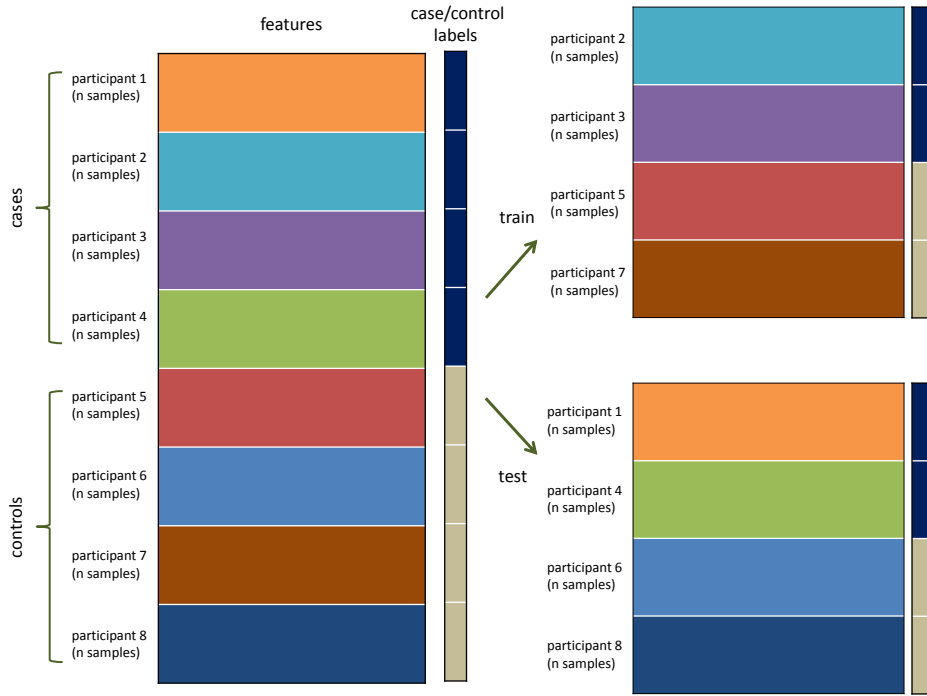 features
case/control
labels
cases
participant 1
(n samples)
participant 2
(n samples)
participant 3
(n samples)
participant 4
(n samples)
controls
participant 5
(n samples)
participant 6
(n samples)
participant 7
(n samples)
participant 8
(n samples)
train
participant 2
(n samples)
participant 3
(n samples)
participant 5
(n samples)
participant 7
(n samples)
test
participant 1
(n samples)
participant 4
(n samples)
participant 6
(n samples)
participant 8
(n samples)